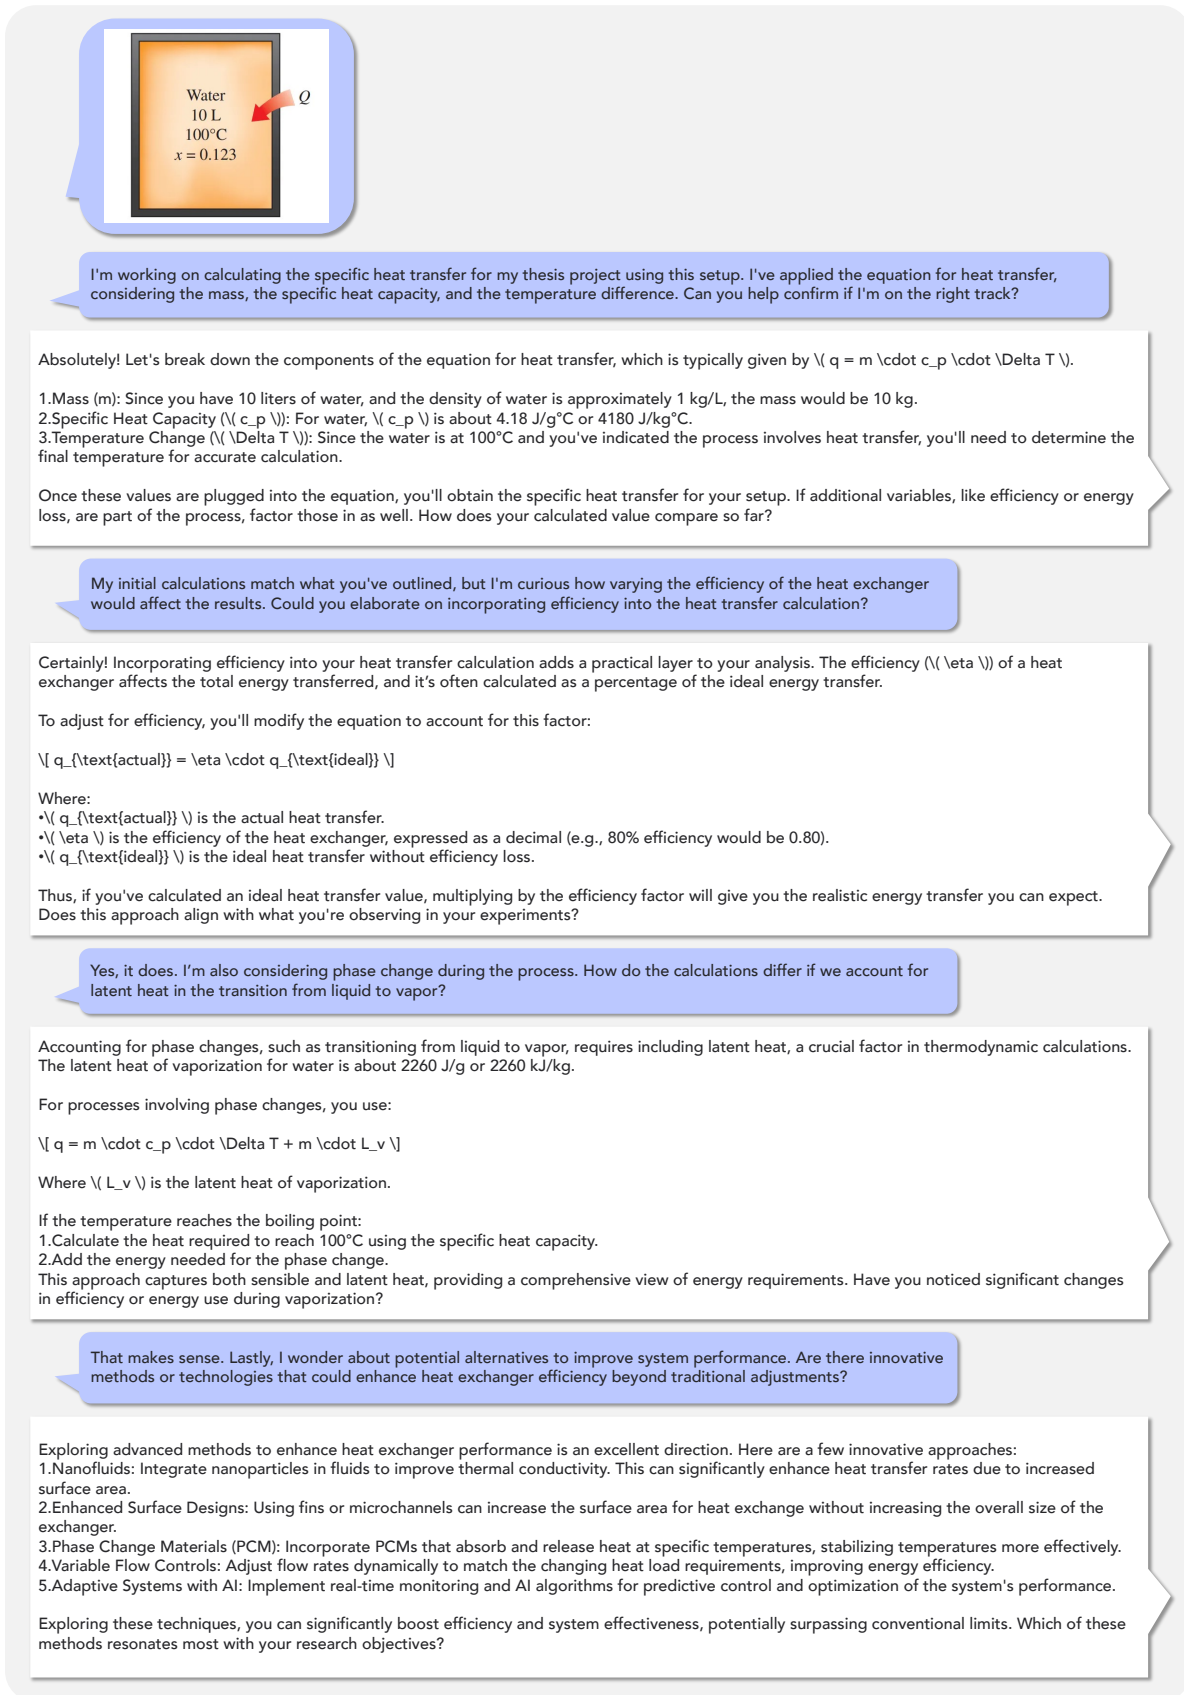 Water
10 L
100°C
x = 0.123
Q
I'm working on calculating the specific heat transfer for my thesis project using this setup. I've applied the equation for heat transfer,
considering the mass, the specific heat capacity, and the temperature difference. Can you help confirm if I'm on the right track?
Absolutely! Let's break down the components of the equation for heat transfer, which is typically given by \( q = m \cdot c_p \cdot \Delta T \).
1.Mass (m): Since you have 10 liters of water, and the density of water is approximately 1 kg/L, the mass would be 10 kg.
2.Specific Heat Capacity (\( c_p \)): For water, \( c_p \) is about 4.18 J/g°C or 4180 J/kg°C.
3.Temperature Change (\( \Delta T \)): Since the water is at 100°C and you've indicated the process involves heat transfer, you'll need to determine the
final temperature for accurate calculation.
Once these values are plugged into the equation, you'll obtain the specific heat transfer for your setup. If additional variables, like efficiency or energy
loss, are part of the process, factor those in as well. How does your calculated value compare so far?
My initial calculations match what you've outlined, but I'm curious how varying the efficiency of the heat exchanger
would affect the results. Could you elaborate on incorporating efficiency into the heat transfer calculation?
Certainly! Incorporating efficiency into your heat transfer calculation adds a practical layer to your analysis. The efficiency (\( \eta \)) of a heat
exchanger affects the total energy transferred, and it’s often calculated as a percentage of the ideal energy transfer.
To adjust for efficiency, you'll modify the equation to account for this factor:
\[ q_{\text{actual}} = \eta \cdot q_{\text{ideal}} \]
Where:
•\( q_{\text{actual}} \) is the actual heat transfer.
•\( \eta \) is the efficiency of the heat exchanger, expressed as a decimal (e.g., 80% efficiency would be 0.80).
•\( q_{\text{ideal}} \) is the ideal heat transfer without efficiency loss.
Thus, if you've calculated an ideal heat transfer value, multiplying by the efficiency factor will give you the realistic energy transfer you can expect.
Does this approach align with what you're observing in your experiments?
Yes, it does. I’m also considering phase change during the process. How do the calculations differ if we account for
latent heat in the transition from liquid to vapor?
Accounting for phase changes, such as transitioning from liquid to vapor, requires including latent heat, a crucial factor in thermodynamic calculations.
The latent heat of vaporization for water is about 2260 J/g or 2260 kJ/kg.
For processes involving phase changes, you use:
\[ q = m \cdot c_p \cdot \Delta T + m \cdot L_v \]
Where \( L_v \) is the latent heat of vaporization.
If the temperature reaches the boiling point:
1.Calculate the heat required to reach 100°C using the specific heat capacity.
2.Add the energy needed for the phase change.
This approach captures both sensible and latent heat, providing a comprehensive view of energy requirements. Have you noticed significant changes
in efficiency or energy use during vaporization?
That makes sense. Lastly, I wonder about potential alternatives to improve system performance. Are there innovative
methods or technologies that could enhance heat exchanger efficiency beyond traditional adjustments?
Exploring advanced methods to enhance heat exchanger performance is an excellent direction. Here are a few innovative approaches:
1.Nanofluids: Integrate nanoparticles in fluids to improve thermal conductivity. This can significantly enhance heat transfer rates due to increased
surface area.
2.Enhanced Surface Designs: Using fins or microchannels can increase the surface area for heat exchange without increasing the overall size of the
exchanger.
3.Phase Change Materials (PCM): Incorporate PCMs that absorb and release heat at specific temperatures, stabilizing temperatures more effectively.
4.Variable Flow Controls: Adjust flow rates dynamically to match the changing heat load requirements, improving energy efficiency.
5.Adaptive Systems with AI: Implement real-time monitoring and AI algorithms for predictive control and optimization of the system's performance.
Exploring these techniques, you can significantly boost efficiency and system effectiveness, potentially surpassing conventional limits. Which of these
methods resonates most with your research objectives?